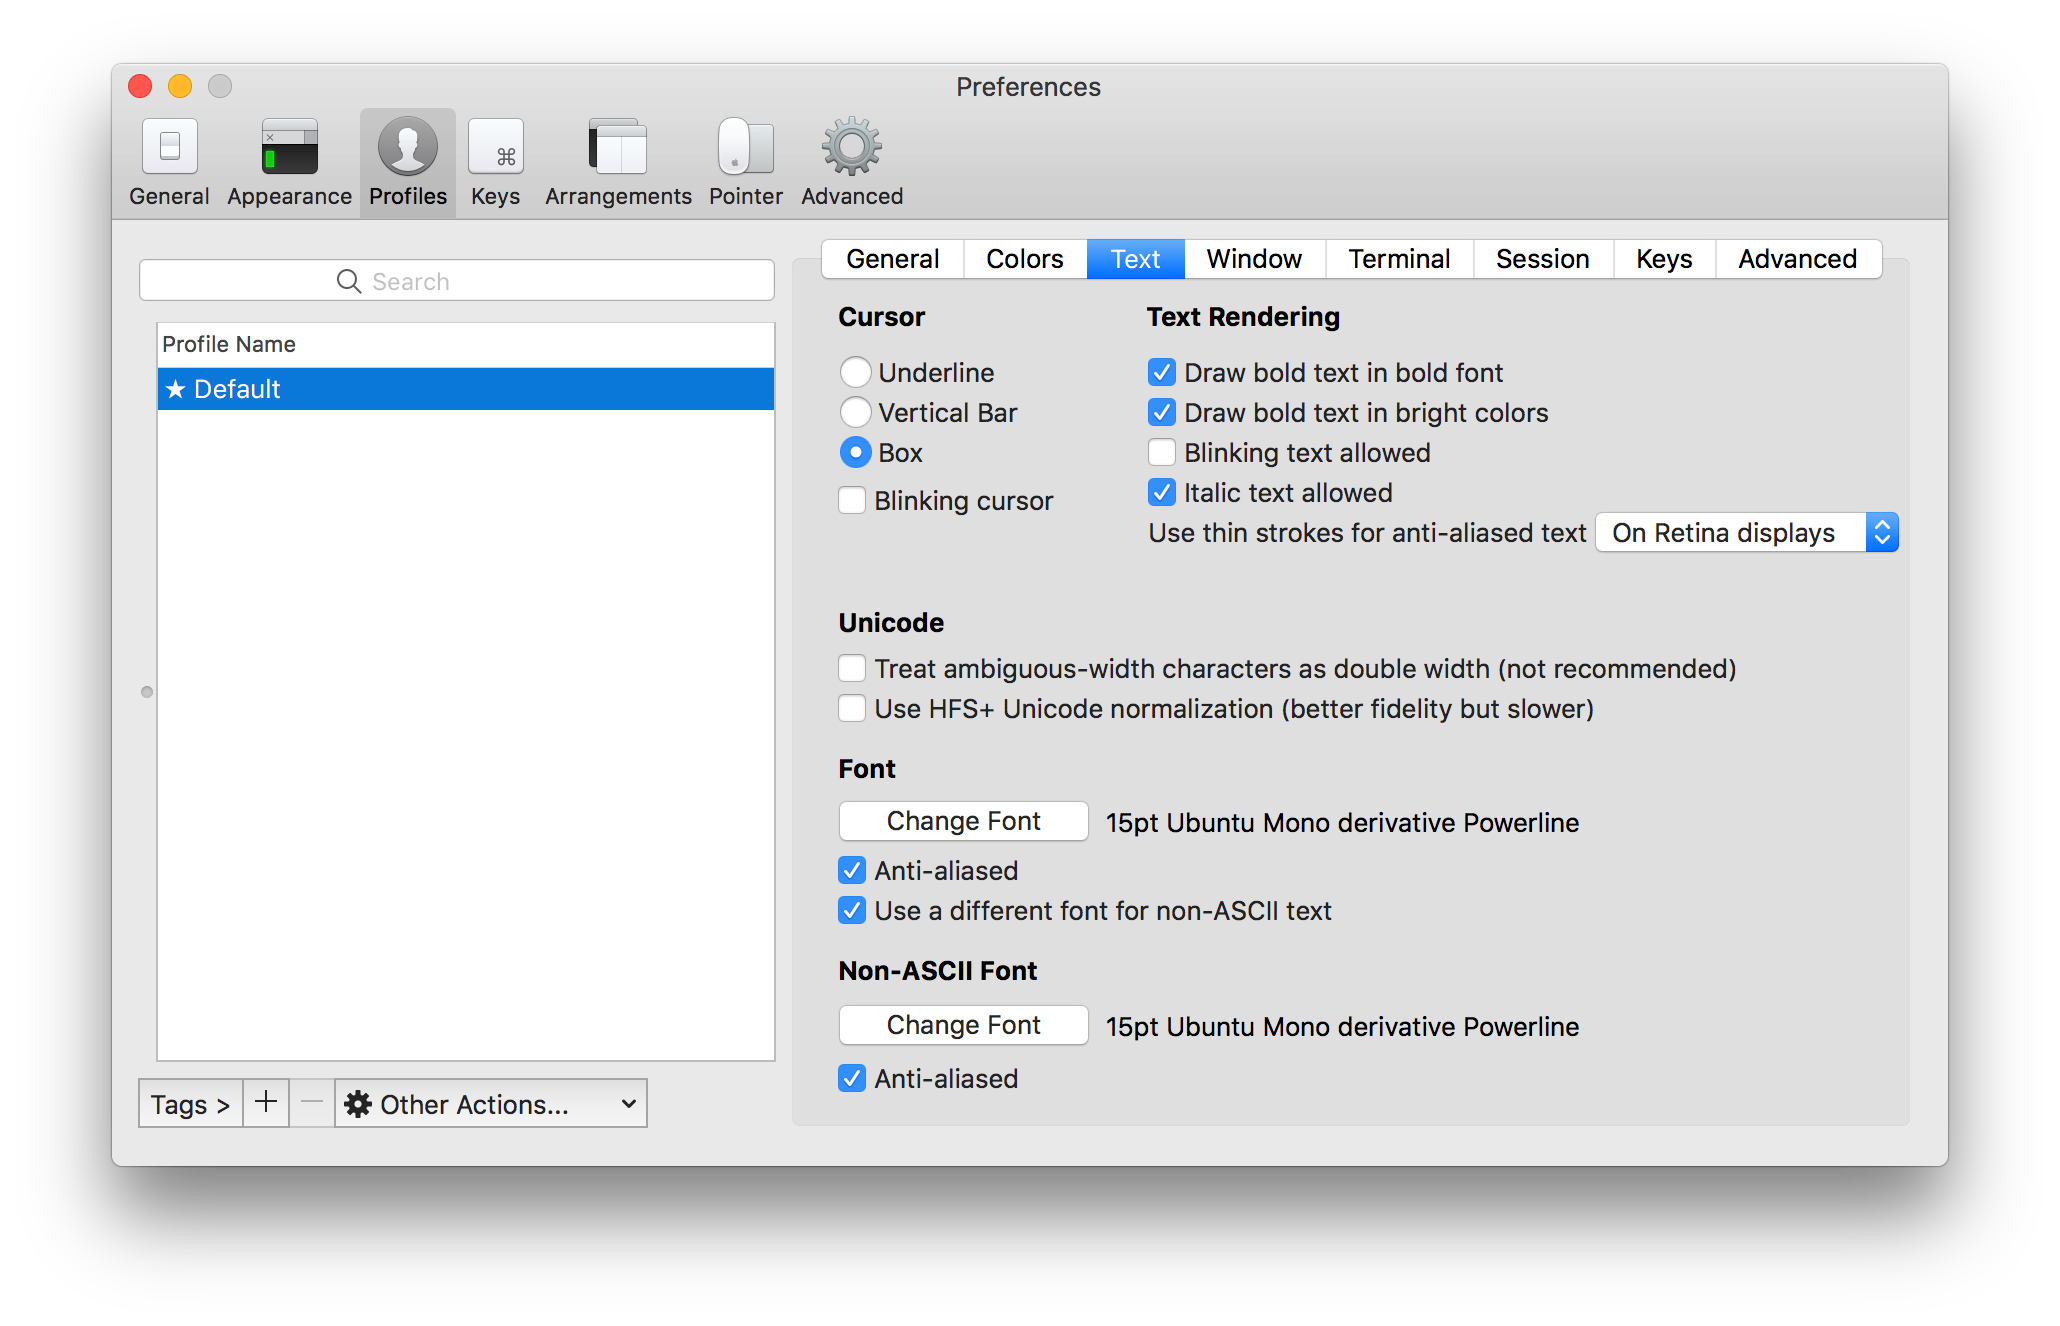 Preferences
General Appearance Profiles Keys Arrangements Pointer Advanced
Search
Profile Name
★ Default
Tags > + − Other Actions...
General Colors Text Window Terminal Session Keys Advanced
Cursor
Underline
Vertical Bar
Box
Blinking cursor
Text Rendering
Draw bold text in bold font
Draw bold text in bright colors
Blinking text allowed
Italic text allowed
Use thin strokes for anti-aliased text On Retina displays
Unicode
Treat ambiguous-width characters as double width (not recommended)
Use HFS+ Unicode normalization (better fidelity but slower)
Font
Change Font 15pt Ubuntu Mono derivative Powerline
Anti-aliased
Use a different font for non-ASCII text
Non-ASCII Font
Change Font 15pt Ubuntu Mono derivative Powerline
Anti-aliased